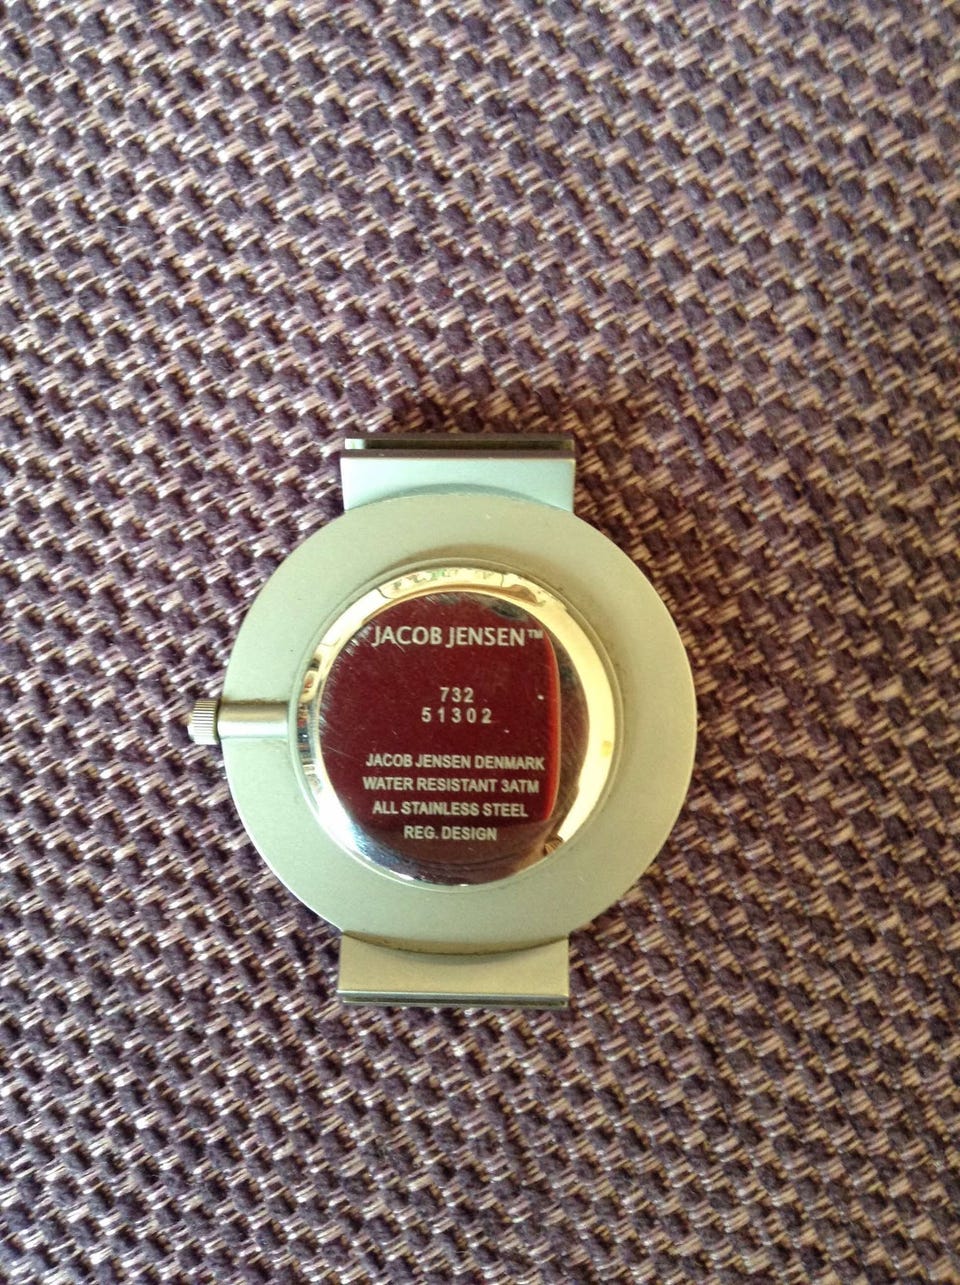 JACOB JENSEN™
732
51302
JACOB JENSEN DENMARK
WATER RESISTANT 3ATM
ALL STAINLESS STEEL
REG. DESIGN